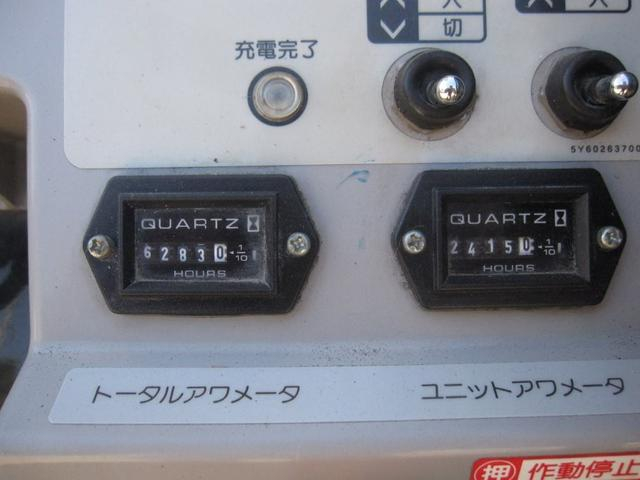 入
切
入
充電完了
5Y60263700
QUARTZ
62830 1/10
HOURS
QUARTZ
24150 1/10
HOURS
トータルアワメータ
ユニットアワメータ
押 作動停止